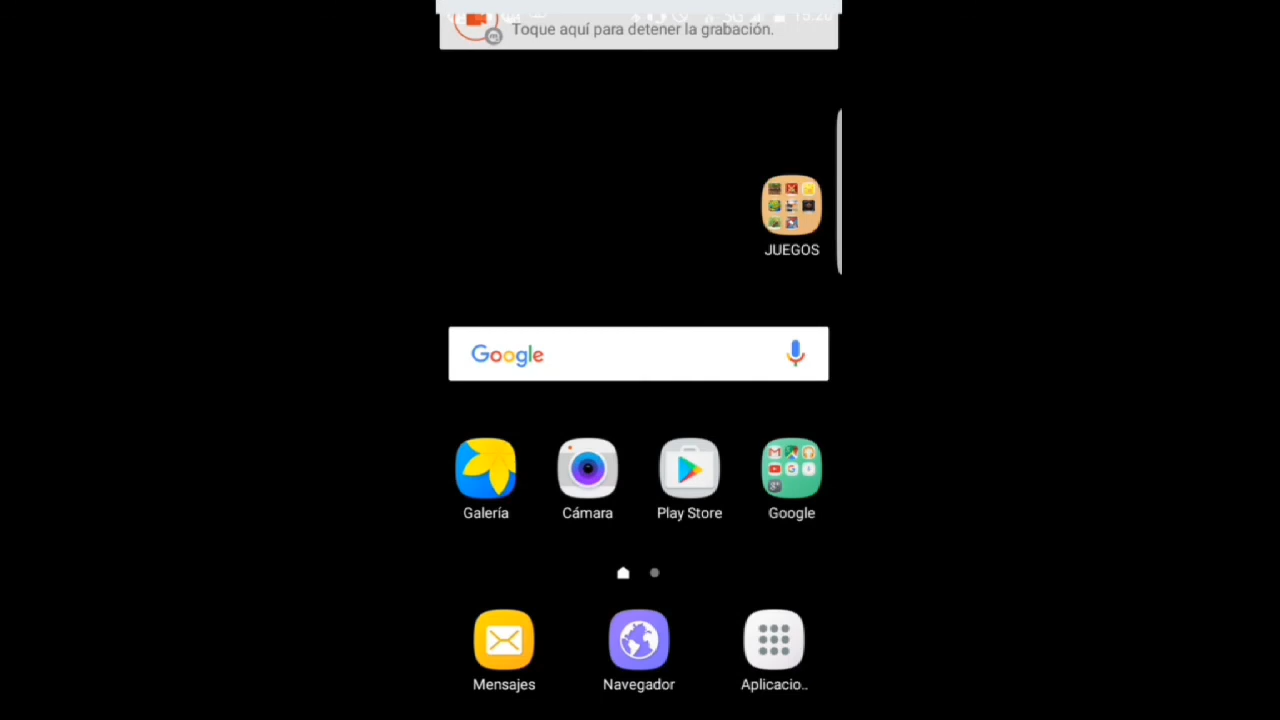 Toque aquí para detener la grabación.
JUEGOS
Google
Galería
Cámara
Play Store
Google
Mensajes
Navegador
Aplicacio..